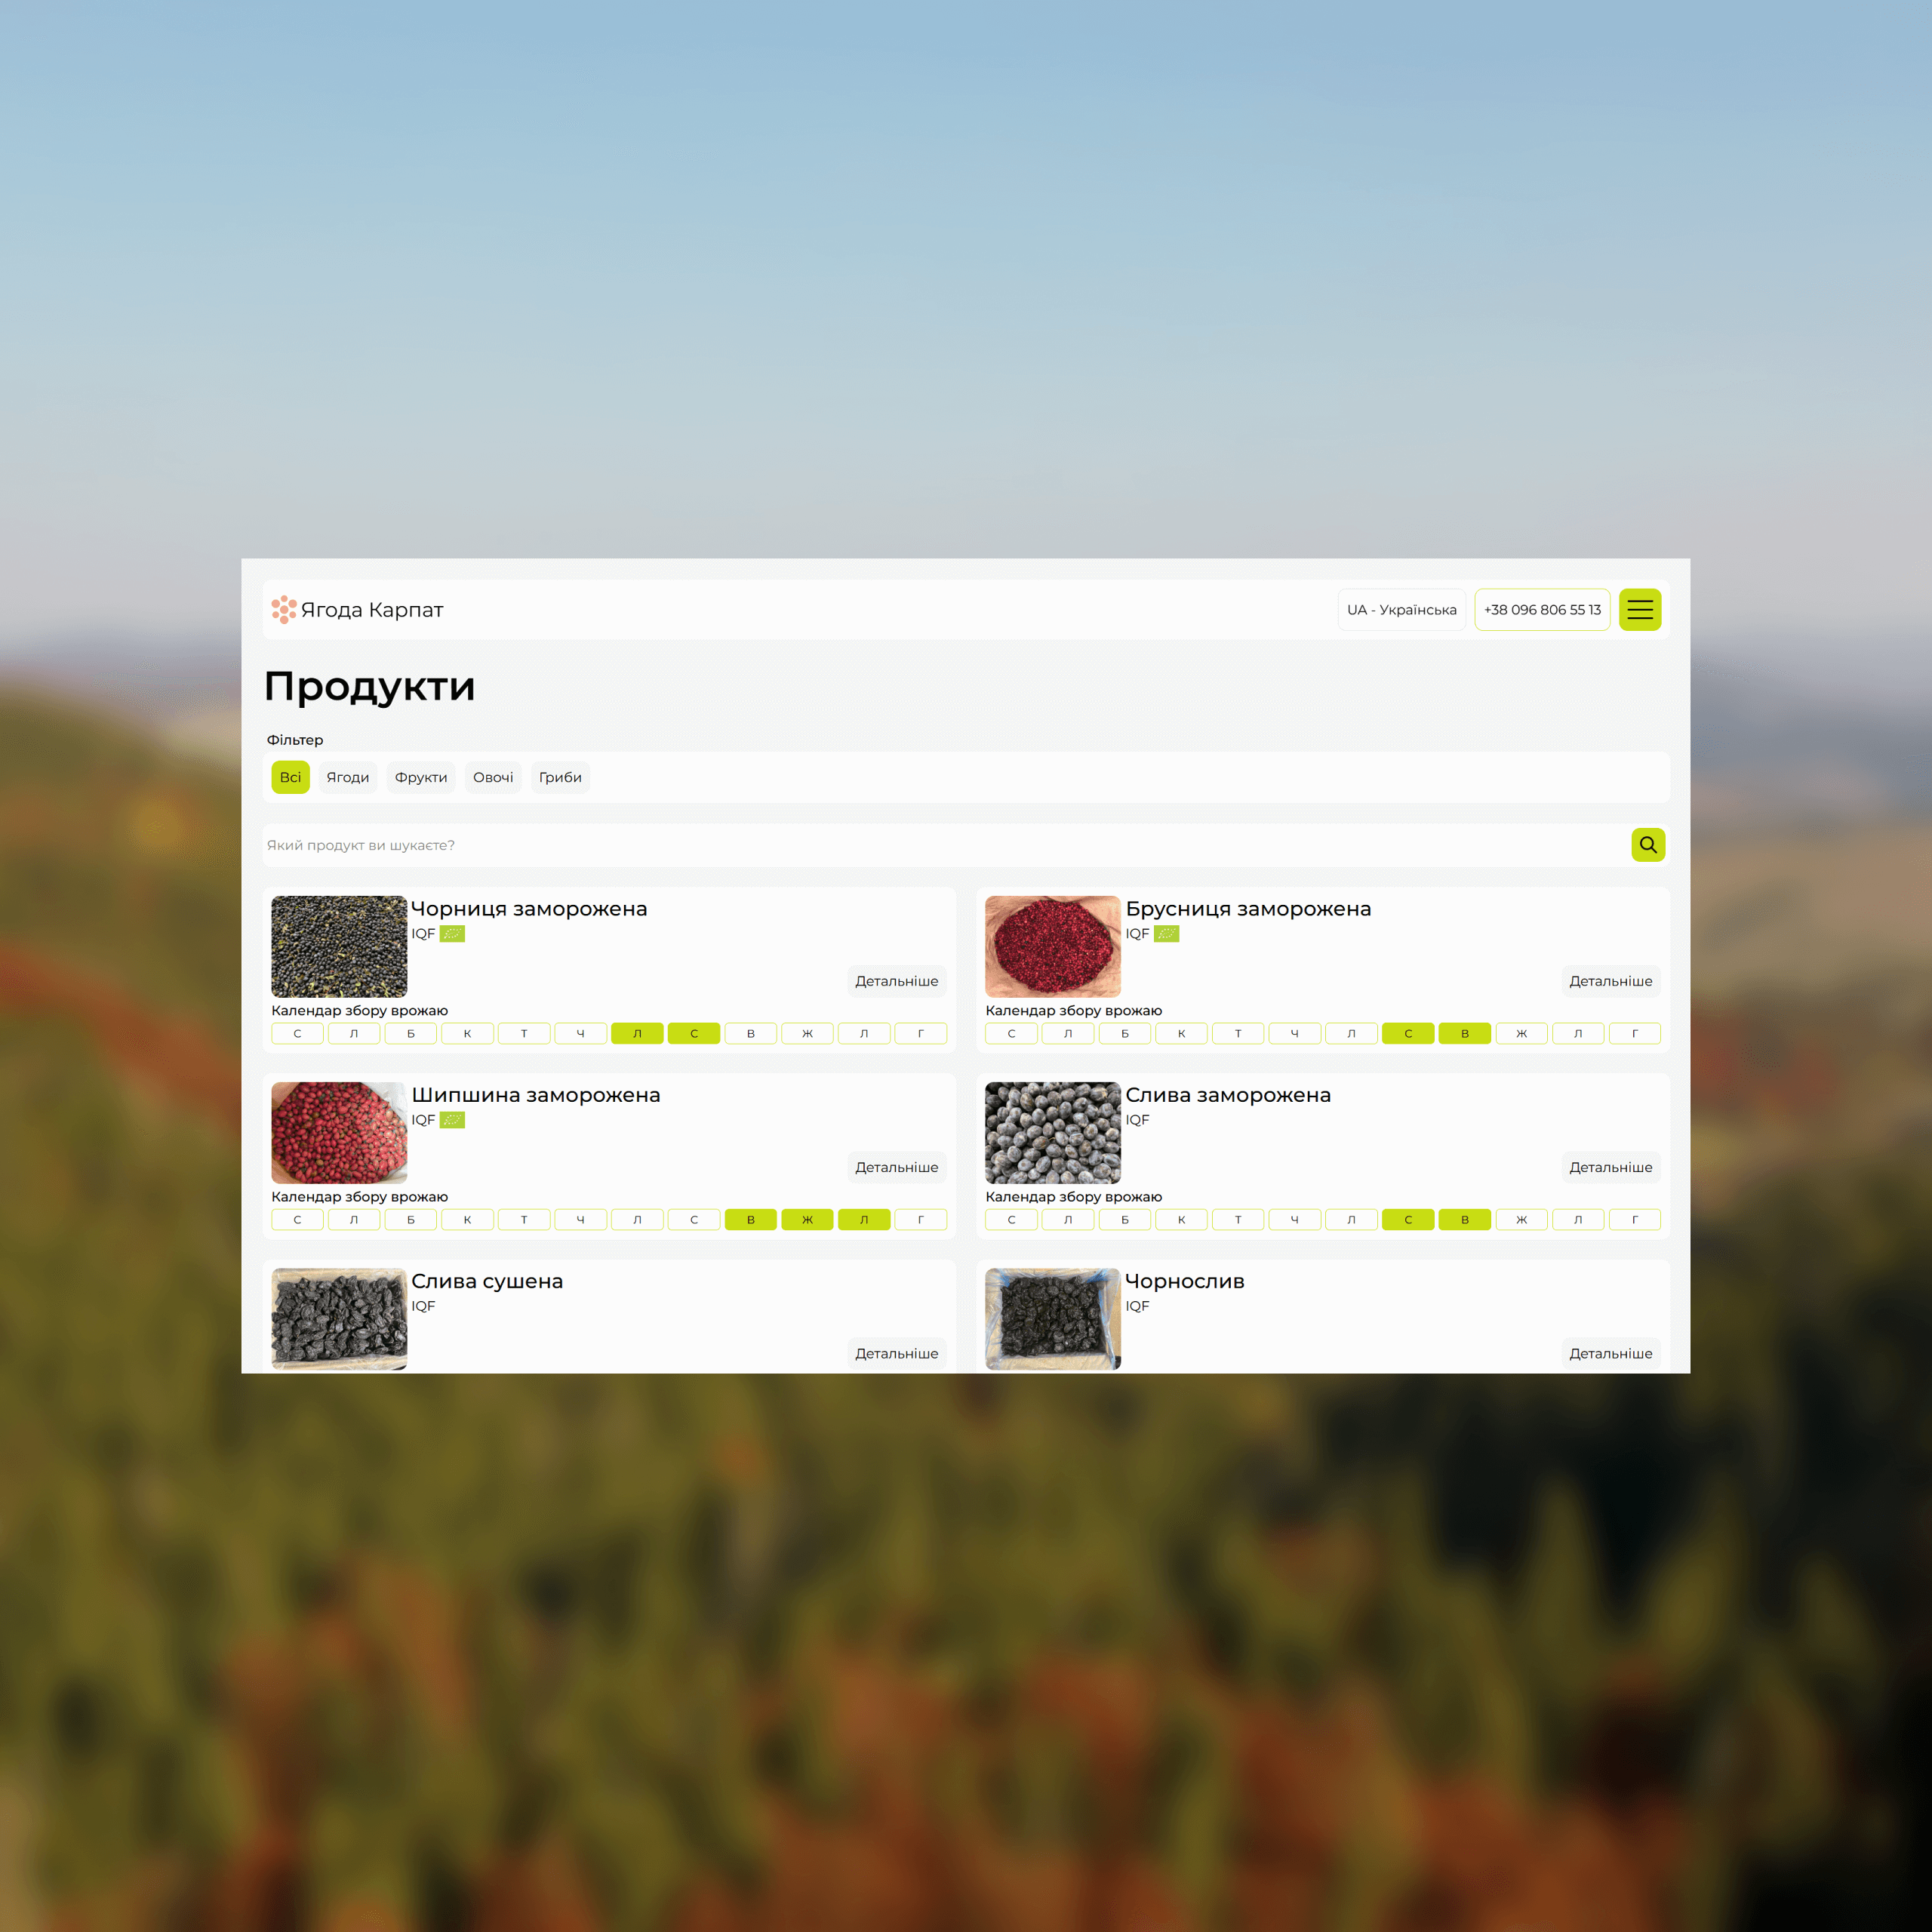 Ягода Карпат
UA - Українська
+38 096 806 55 13
Продукти
Фільтер
Всі Ягоди Фрукти Овочі Гриби
Який продукт ви шукаєте?
Чорниця заморожена
IQF
Детальніше
Календар збору врожаю
С Л Б К Т Ч Л С В Ж Л Г
Брусниця заморожена
IQF
Детальніше
Календар збору врожаю
С Л Б К Т Ч Л С В Ж Л Г
Шипшина заморожена
IQF
Детальніше
Календар збору врожаю
С Л Б К Т Ч Л С В Ж Л Г
Слива заморожена
IQF
Детальніше
Календар збору врожаю
С Л Б К Т Ч Л С В Ж Л Г
Слива сушена
IQF
Детальніше
Чорнослив
IQF
Детальніше